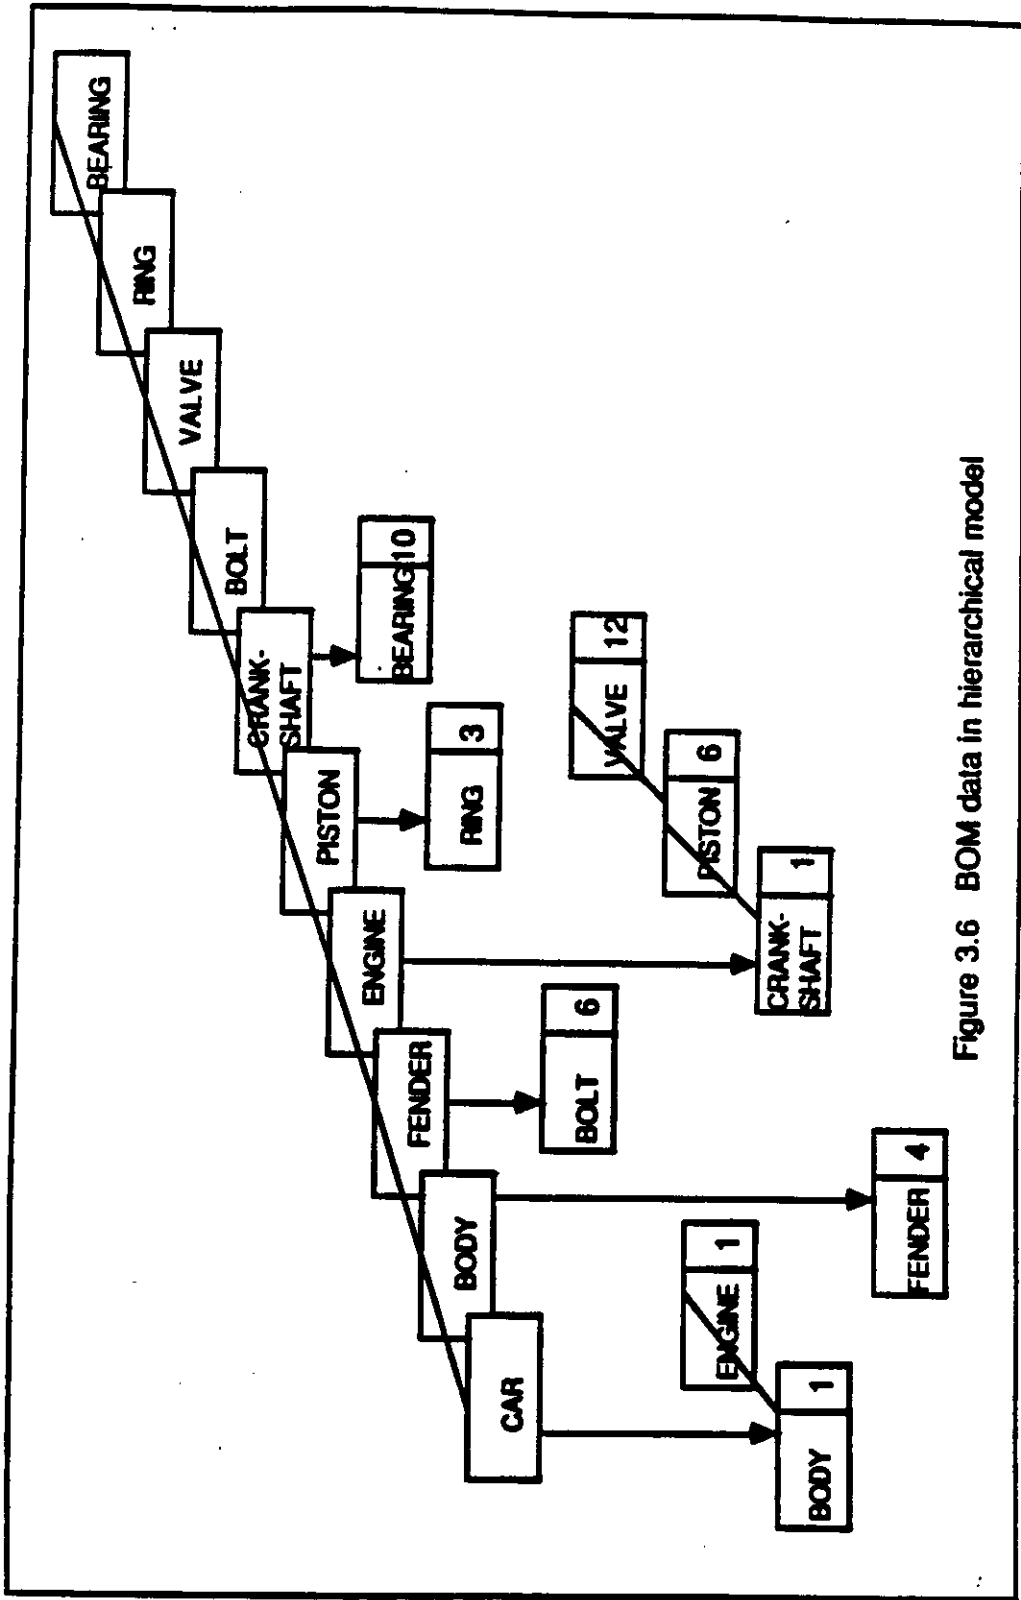 BEARING
RING
VALVE
BOLT
CRANK-
SHAFT
PISTON
ENGINE
FENDER
BODY
CAR
BEARING 10
RING 3
VALVE 12
PISTON 6
CRANK-
SHAFT 1
BOLT 6
ENGINE 1
BODY 1
FENDER 4
Figure 3.6 BOM data in hierarchical model